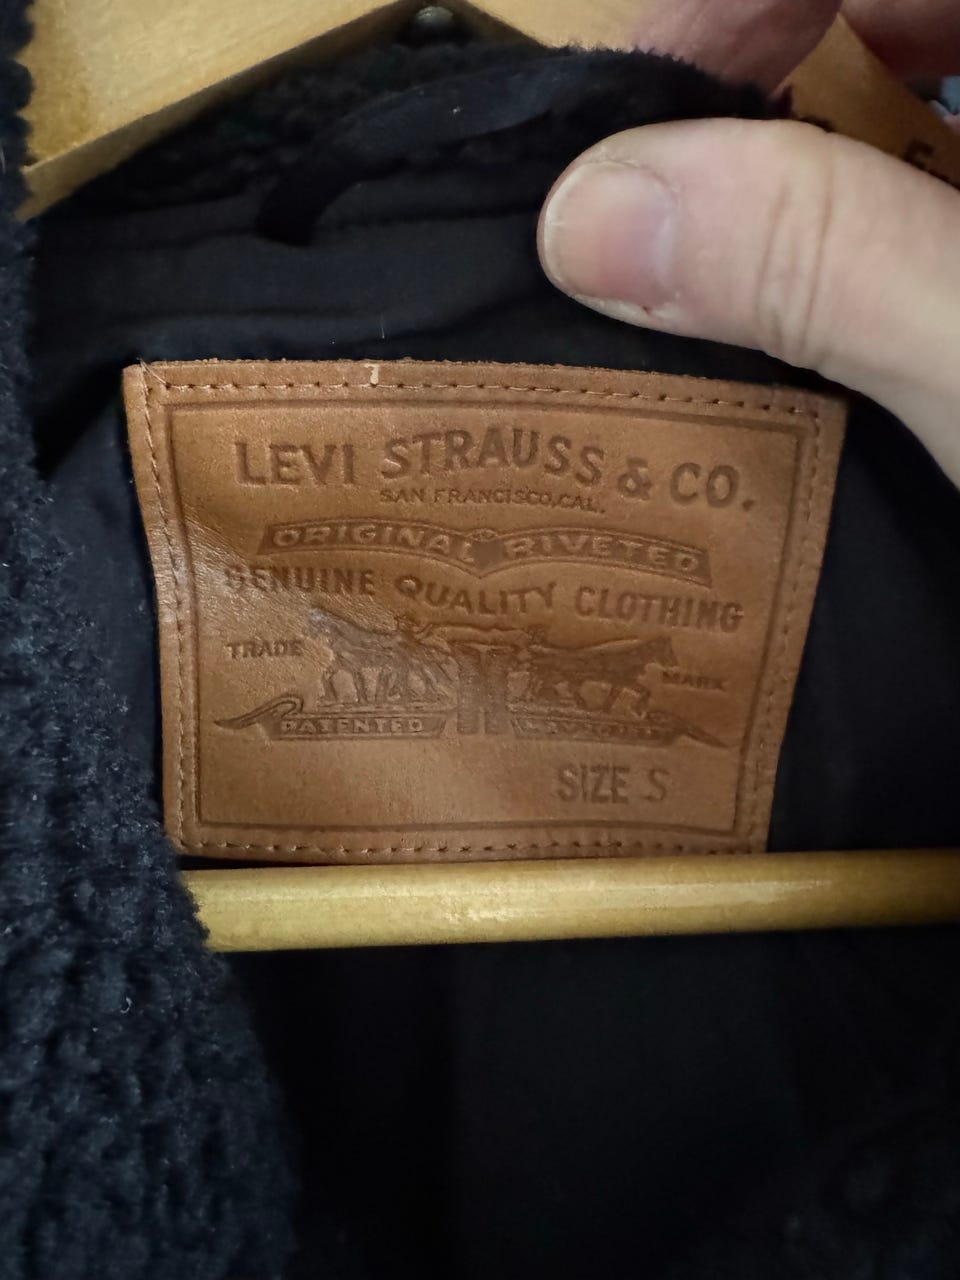 LEVI STRAUSS & CO.
SAN FRANCISCO, CAL.
ORIGINAL RIVETED
GENUINE QUALITY CLOTHING
TRADE MARK
PATENTED
SIZE S